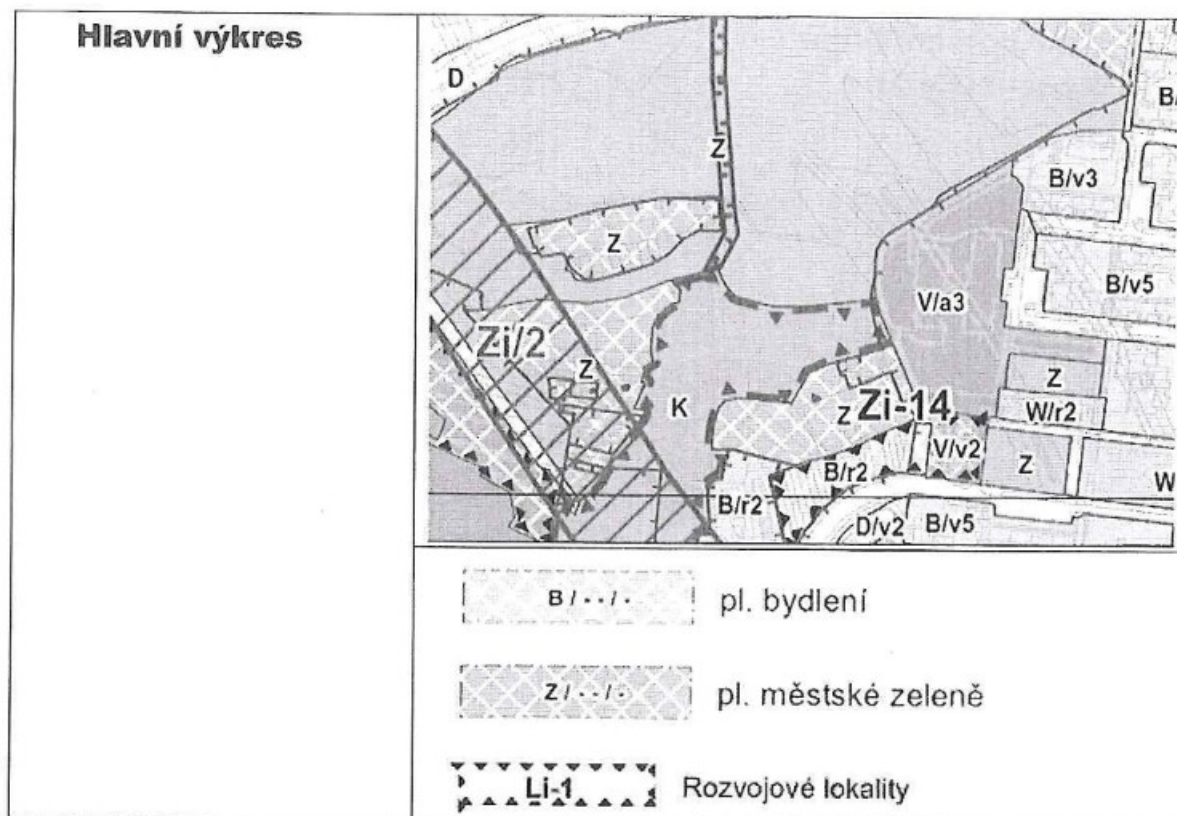 Hlavní výkres
D
Z
B/
B/v3
Z
B/v5
V/a3
Zi/2
Z
Z
K
Z
Zi-14
W/r2
V/v2
B/r2
Z
W
B/r2
D/v2
B/v5
B / - - / -
pl. bydlení
Z / - - / -
pl. městské zeleně
Li-1
Rozvojové lokality